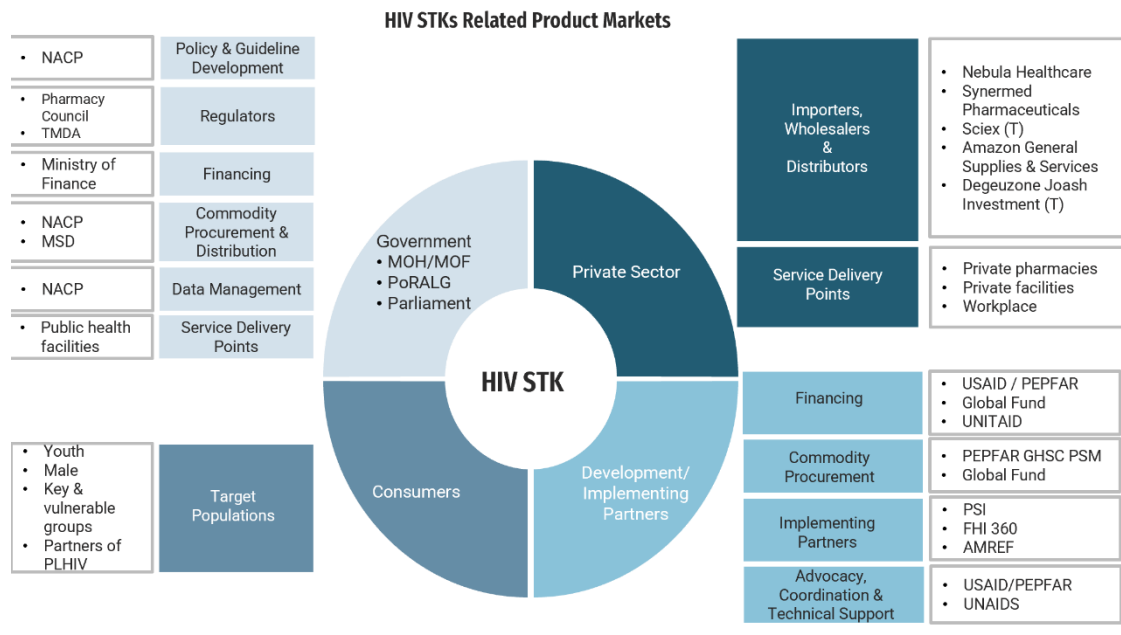 HIV STKs Related Product Markets
• NACP
Policy & Guideline
Development
• Pharmacy
Council
• TMDA
Regulators
• Ministry of
Finance
Financing
• NACP
• MSD
Commodity
Procurement &
Distribution
• NACP
Data Management
• Public health
facilities
Service Delivery
Points
• Youth
• Male
• Key &
vulnerable
groups
• Partners of
PLHIV
Target
Populations
Government
• MOH/MOF
• PoRALG
• Parliament
Private Sector
HIV STK
Consumers
Development/
Implementing
Partners
Importers,
Wholesalers
&
Distributors
• Nebula Healthcare
• Synermed
Pharmaceuticals
• Sciex (T)
• Amazon General
Supplies & Services
• Degeuzone Joash
Investment (T)
Service Delivery
Points
• Private pharmacies
• Private facilities
• Workplace
Financing
• USAID / PEPFAR
• Global Fund
• UNITAID
Commodity
Procurement
• PEPFAR GHSC PSM
• Global Fund
Implementing
Partners
• PSI
• FHI 360
• AMREF
Advocacy,
Coordination &
Technical Support
• USAID/PEPFAR
• UNAIDS